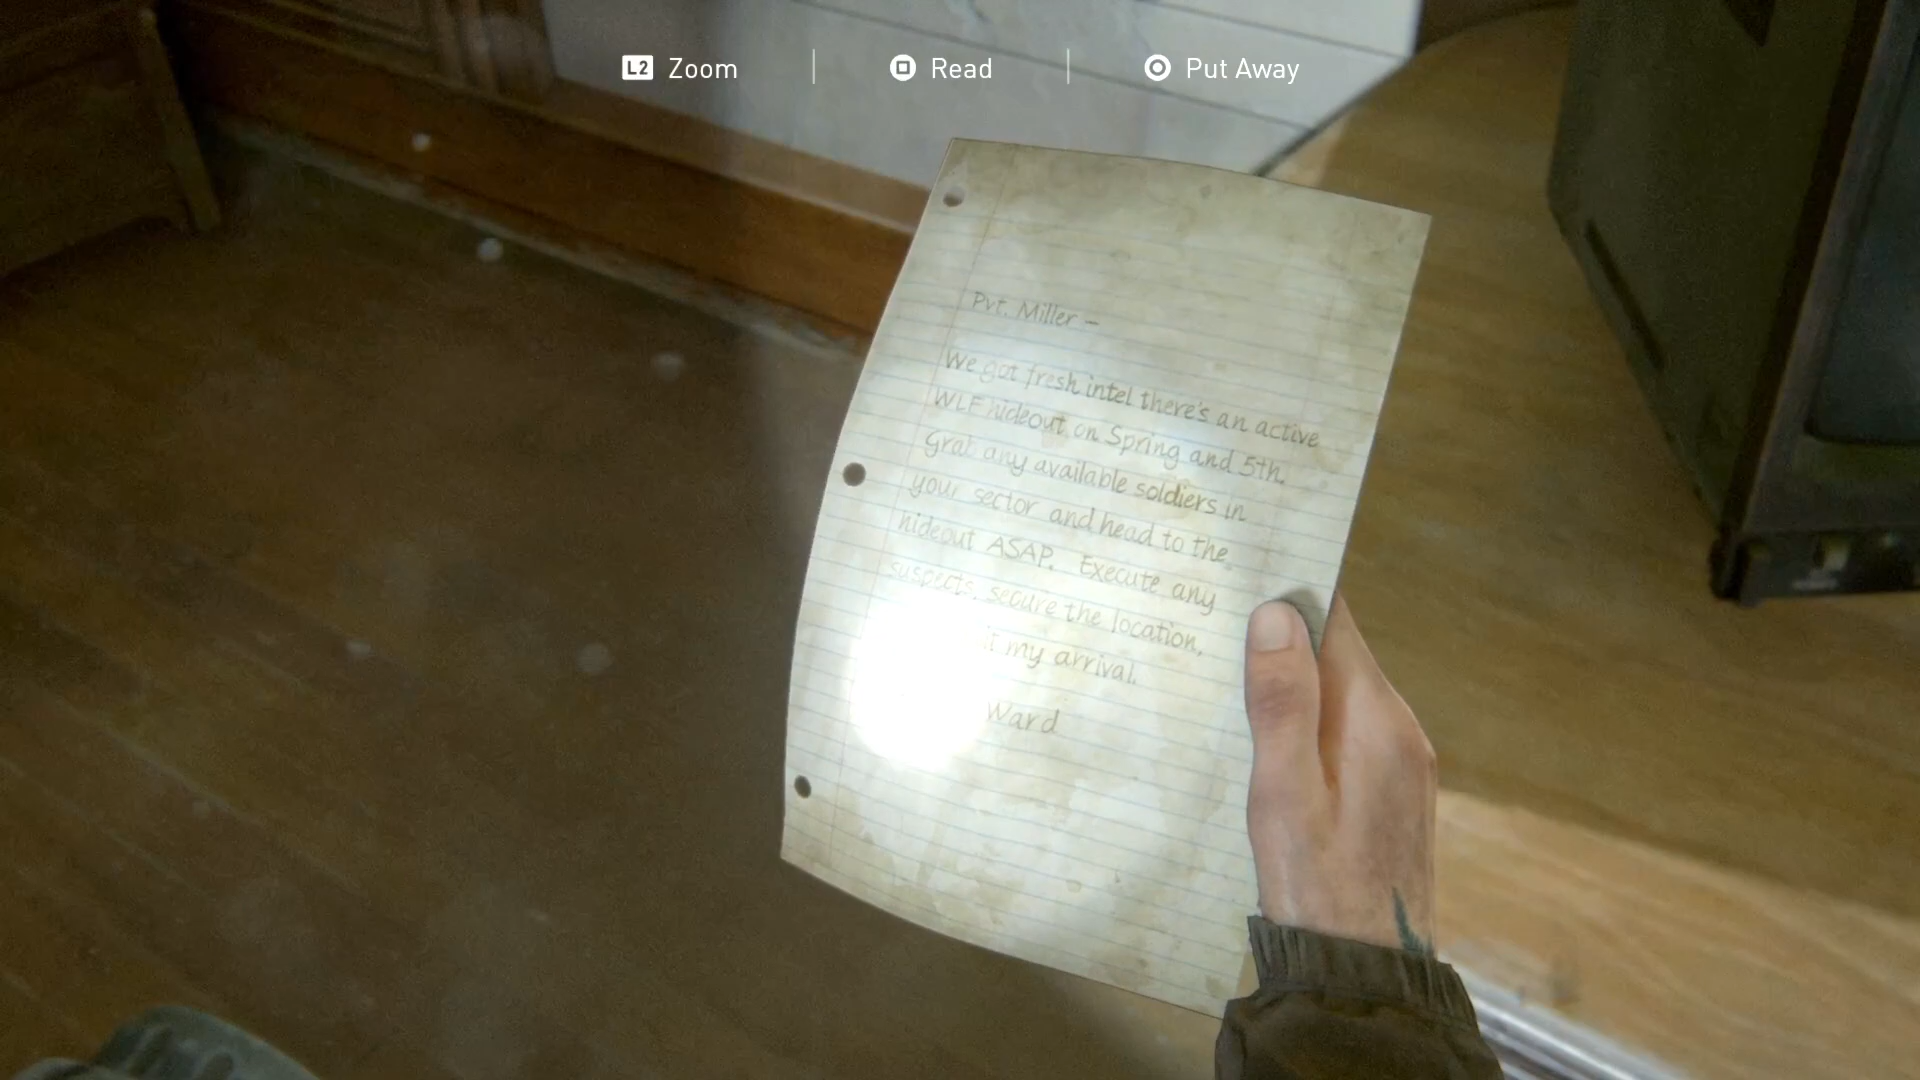 L2 Zoom | Read | Put Away
Pvt. Miller –
We got fresh intel there's an active
WLF hideout on Spring and 5th.
Grab any available soldiers in
your sector and head to the
hideout ASAP. Execute any
suspects, secure the location,
my arrival.
Ward